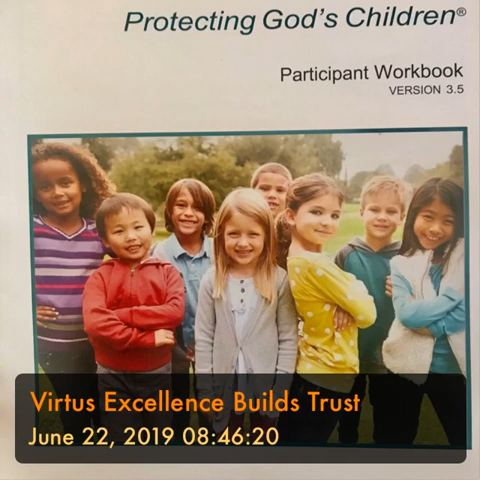 Protecting God's Children®
Participant Workbook
VERSION 3.5
Virtus Excellence Builds Trust
June 22, 2019 08:46:20